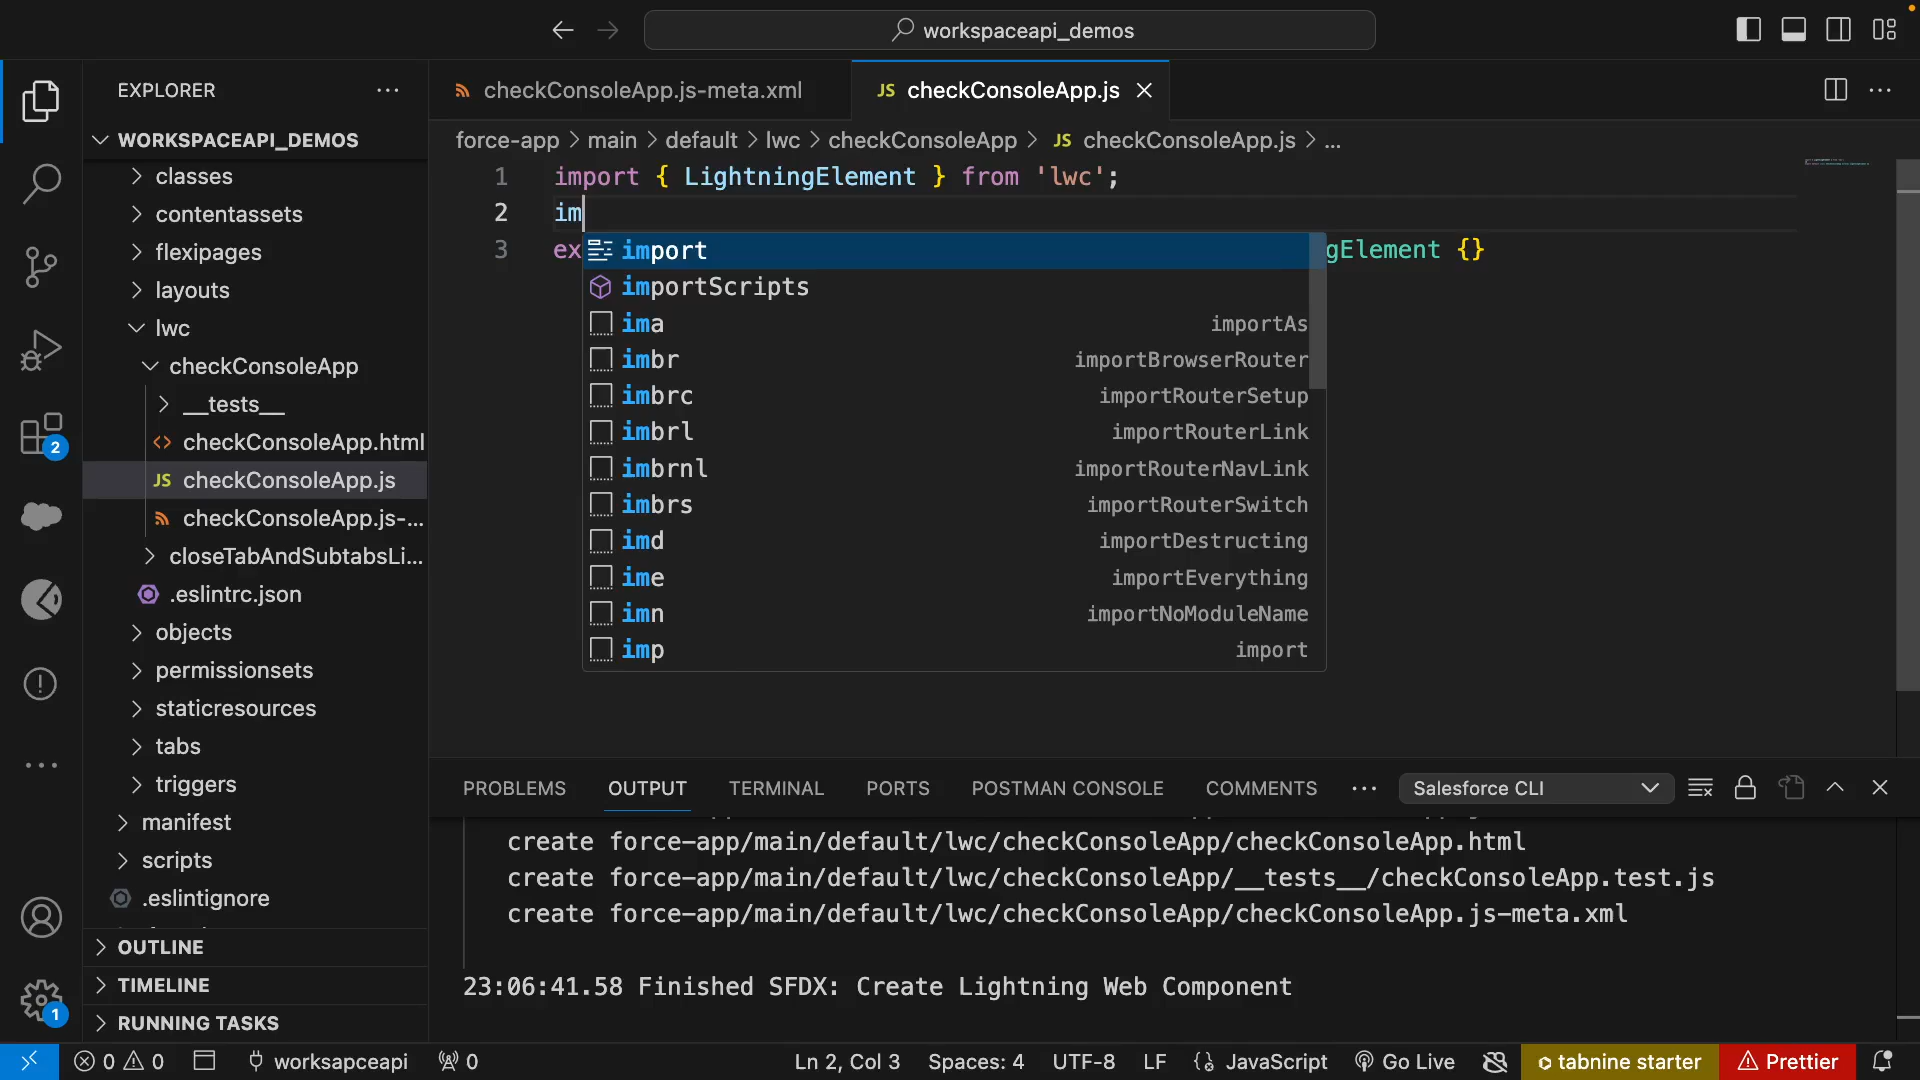 workspaceapi_demos
EXPLORER
WORKSPACEAPI_DEMOS
classes
contentassets
flexipages
layouts
lwc
checkConsoleApp
__tests__
checkConsoleApp.html
JS checkConsoleApp.js
checkConsoleApp.js-...
closeTabAndSubtabsLi...
.eslintrc.json
objects
permissionsets
staticresources
tabs
triggers
manifest
scripts
.eslintignore
OUTLINE
TIMELINE
RUNNING TASKS
2
1
checkConsoleApp.js-meta.xml
JS checkConsoleApp.js
force-app > main > default > lwc > checkConsoleApp > JS checkConsoleApp.js > ...
1 import { LightningElement } from 'lwc';
2 im
3 ex gElement {}
import
importScripts
ima importAs
imbr importBrowserRouter
imbrc importRouterSetup
imbrl importRouterLink
imbrnl importRouterNavLink
imbrs importRouterSwitch
imd importDestructing
ime importEverything
imn importNoModuleName
imp import
PROBLEMS OUTPUT TERMINAL PORTS POSTMAN CONSOLE COMMENTS ... Salesforce CLI
create force-app/main/default/lwc/checkConsoleApp/checkConsoleApp.html
create force-app/main/default/lwc/checkConsoleApp/__tests__/checkConsoleApp.test.js
create force-app/main/default/lwc/checkConsoleApp/checkConsoleApp.js-meta.xml
23:06:41.58 Finished SFDX: Create Lightning Web Component
0 0 worksapceapi 0 Ln 2, Col 3 Spaces: 4 UTF-8 LF {} JavaScript Go Live tabnine starter Prettier